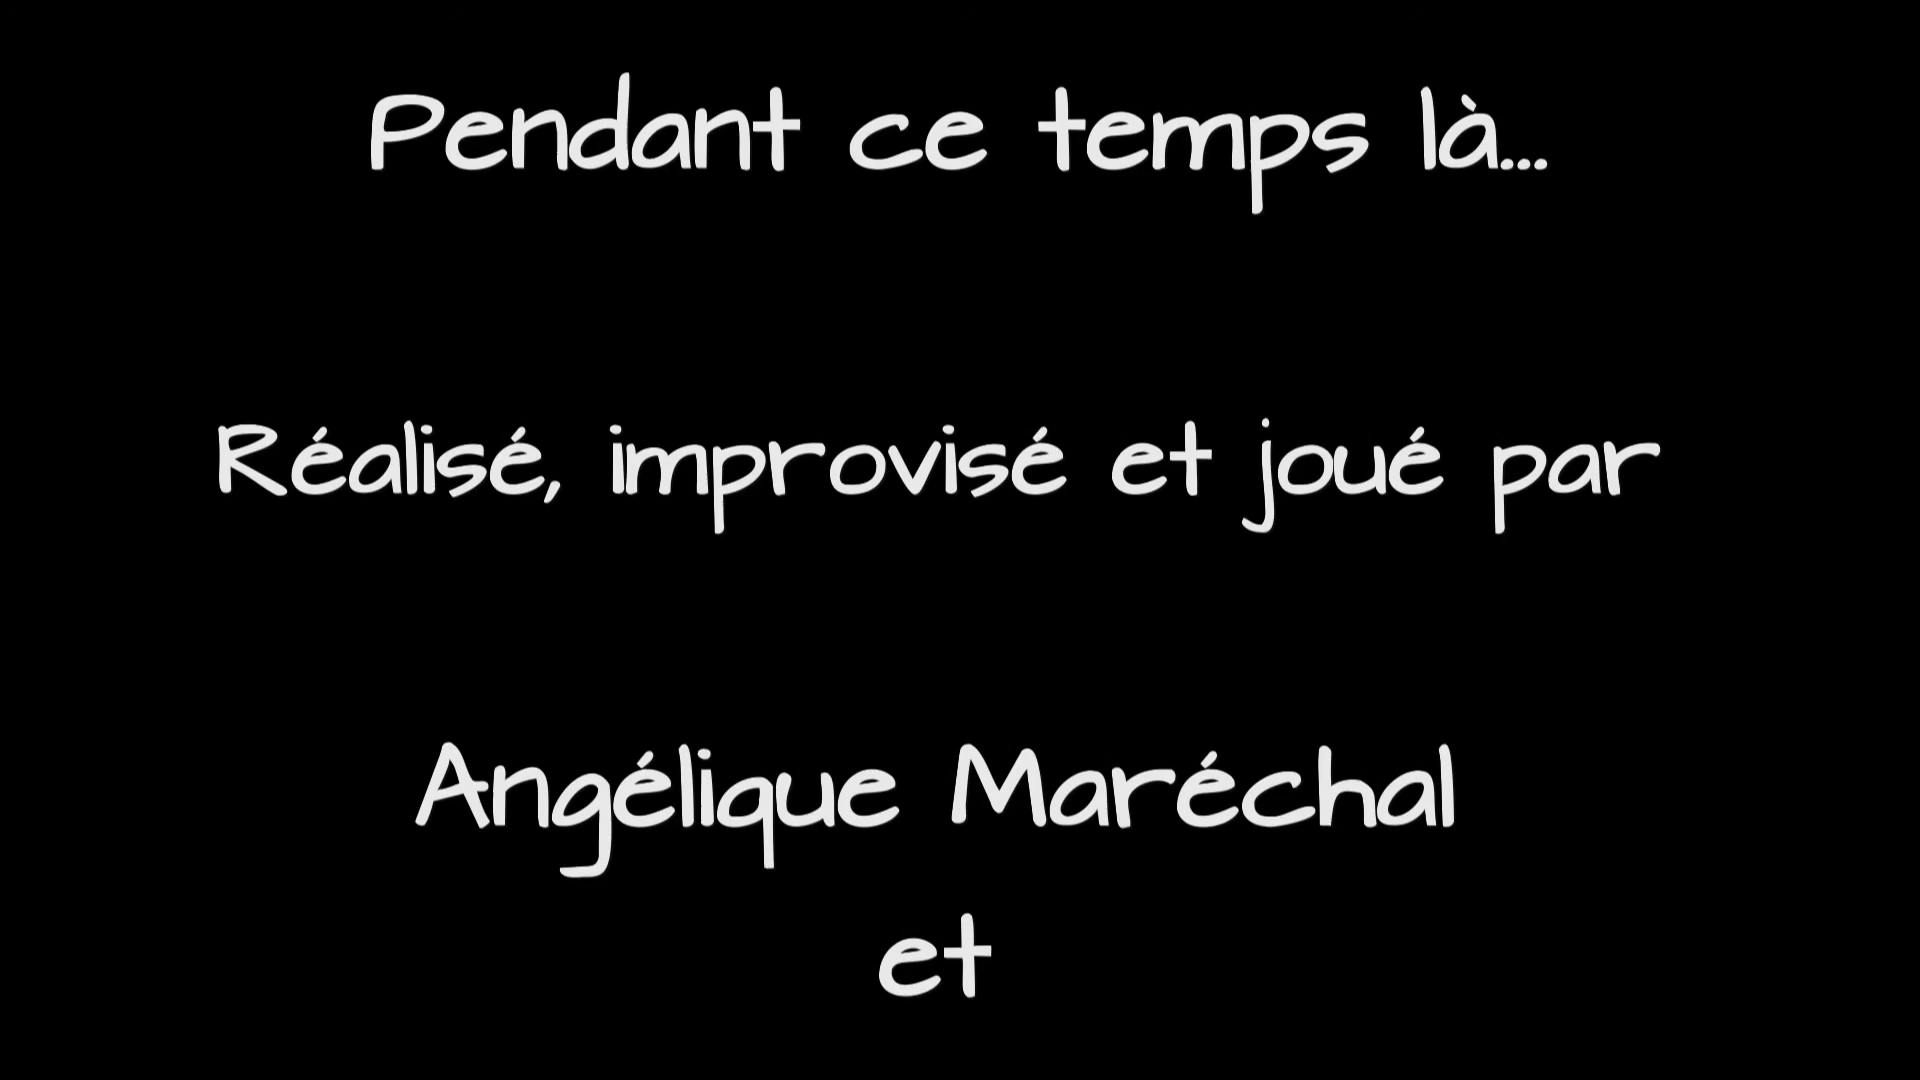 Pendant ce temps là...
Réalisé, improvisé et joué par
Angélique Maréchal
et